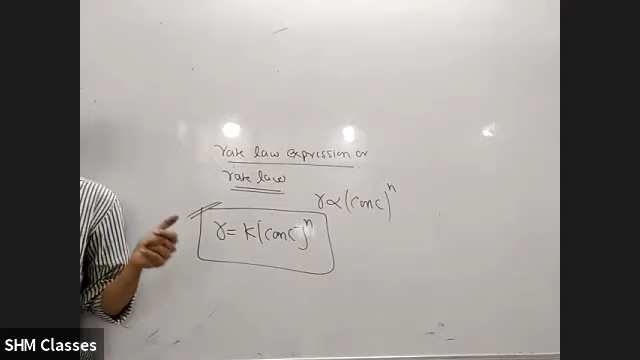 rate law expression or
rate law
r∝(conc)^n
r=K(conc)^n
SHM Classes